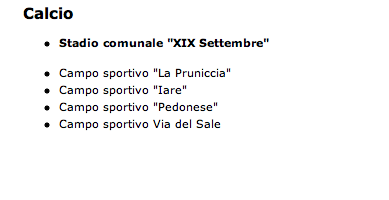 Calcio
Stadio comunale "XIX Settembre"
Campo sportivo "La Pruniccia"
Campo sportivo "Iare"
Campo sportivo "Pedonese"
Campo sportivo Via del Sale